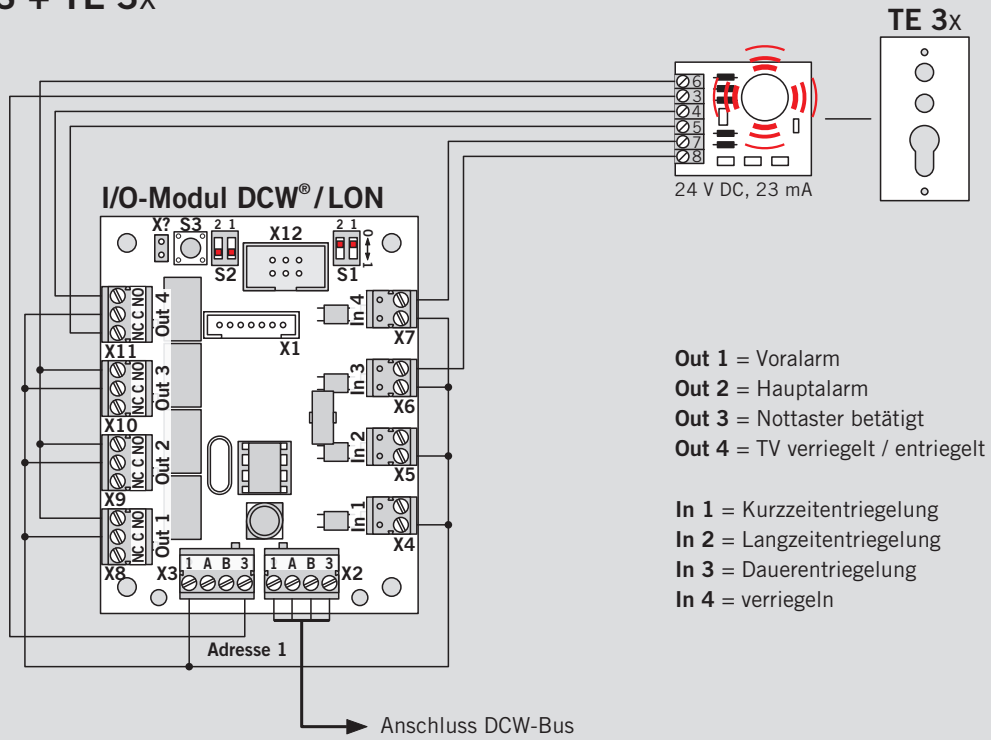 + TE 3x
TE 3x
6
3
4
5
7
8
24 V DC, 23 mA
I/O-Modul DCW® / LON
X? S3 2 1 X12 2 1 0
1
S2 S1
NC C NO Out 4
X11
X1
In 4
X7
NC C NO Out 3
X10
In 3
X6
NC C NO Out 2
X9
In 2
X5
NC C NO Out 1
X8
In 1
X4
X3 1 A B 3
1 A B 3 X2
Adresse 1
Anschluss DCW-Bus
Out 1 = Voralarm
Out 2 = Hauptalarm
Out 3 = Nottaster betätigt
Out 4 = TV verriegelt / entriegelt
In 1 = Kurzzeitentriegelung
In 2 = Langzeitentriegelung
In 3 = Dauerentriegelung
In 4 = verriegeln